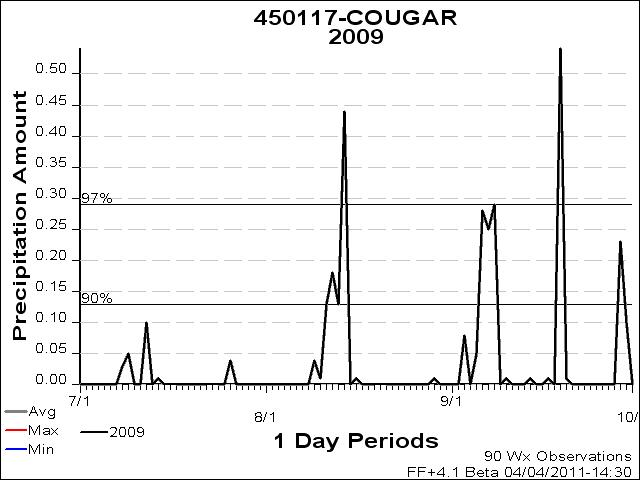 450117-COUGAR
2009
Precipitation Amount
0.50
0.45
0.40
0.35
0.30
97%
0.25
0.20
0.15
90%
0.10
0.05
0.00
7/1
8/1
9/1
10/
Avg
Max
2009
Min
1 Day Periods
90 Wx Observations
FF+4.1 Beta 04/04/2011-14:30